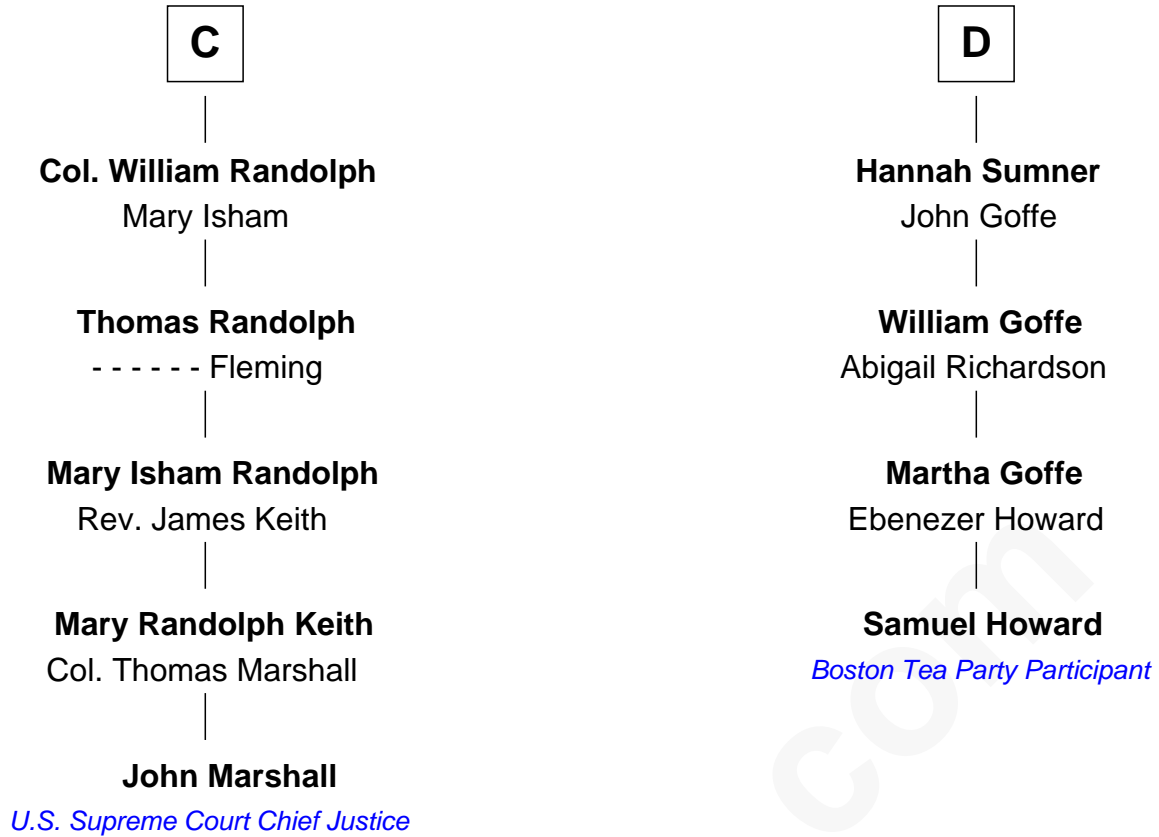 C
Col. William Randolph
Mary Isham
Thomas Randolph
- - - - - - Fleming
Mary Isham Randolph
Rev. James Keith
Mary Randolph Keith
Col. Thomas Marshall
John Marshall
U.S. Supreme Court Chief Justice
D
Hannah Sumner
John Goffe
William Goffe
Abigail Richardson
Martha Goffe
Ebenezer Howard
Samuel Howard
Boston Tea Party Participant
com